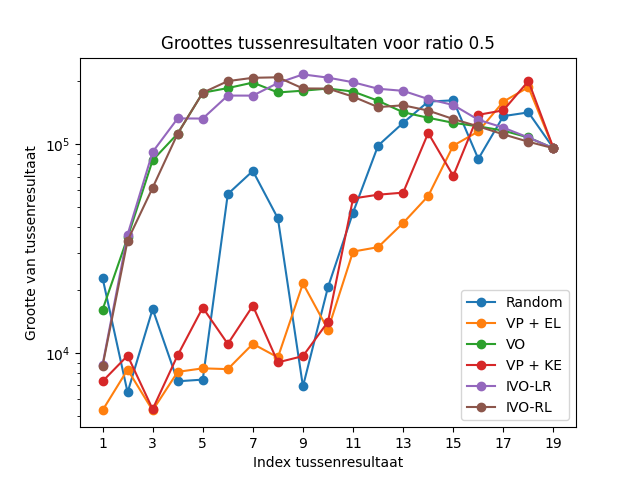 Groottes tussenresultaten voor ratio 0.5
Grootte van tussenresultaat
10^5
10^4
Random
VP + EL
VO
VP + KE
IVO-LR
IVO-RL
1 3 5 7 9 11 13 15 17 19
Index tussenresultaat